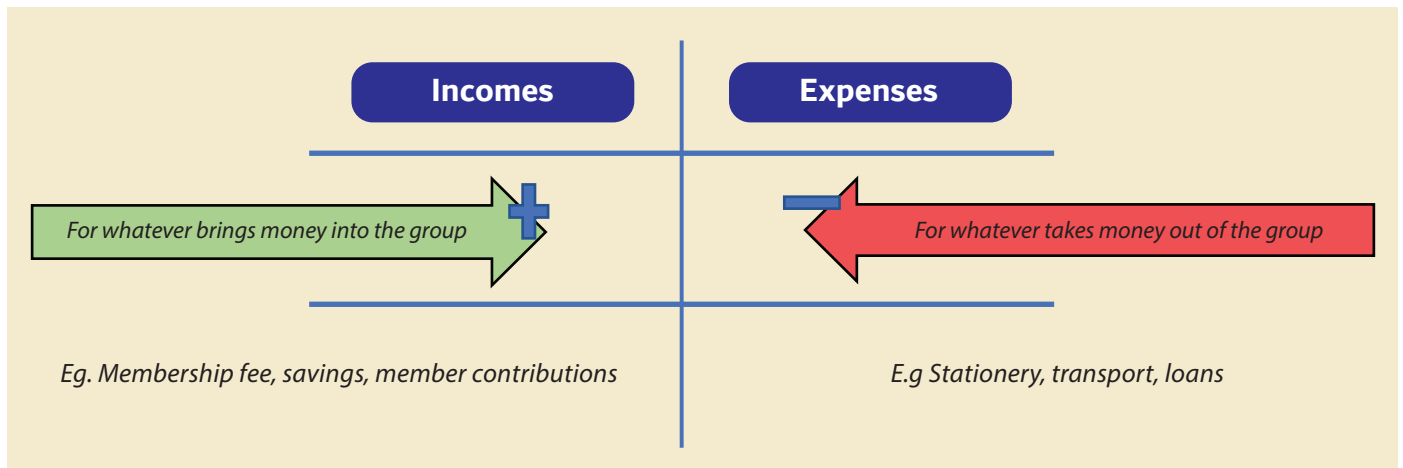 Incomes
Expenses
For whatever brings money into the group
For whatever takes money out of the group
Eg. Membership fee, savings, member contributions
E.g Stationery, transport, loans